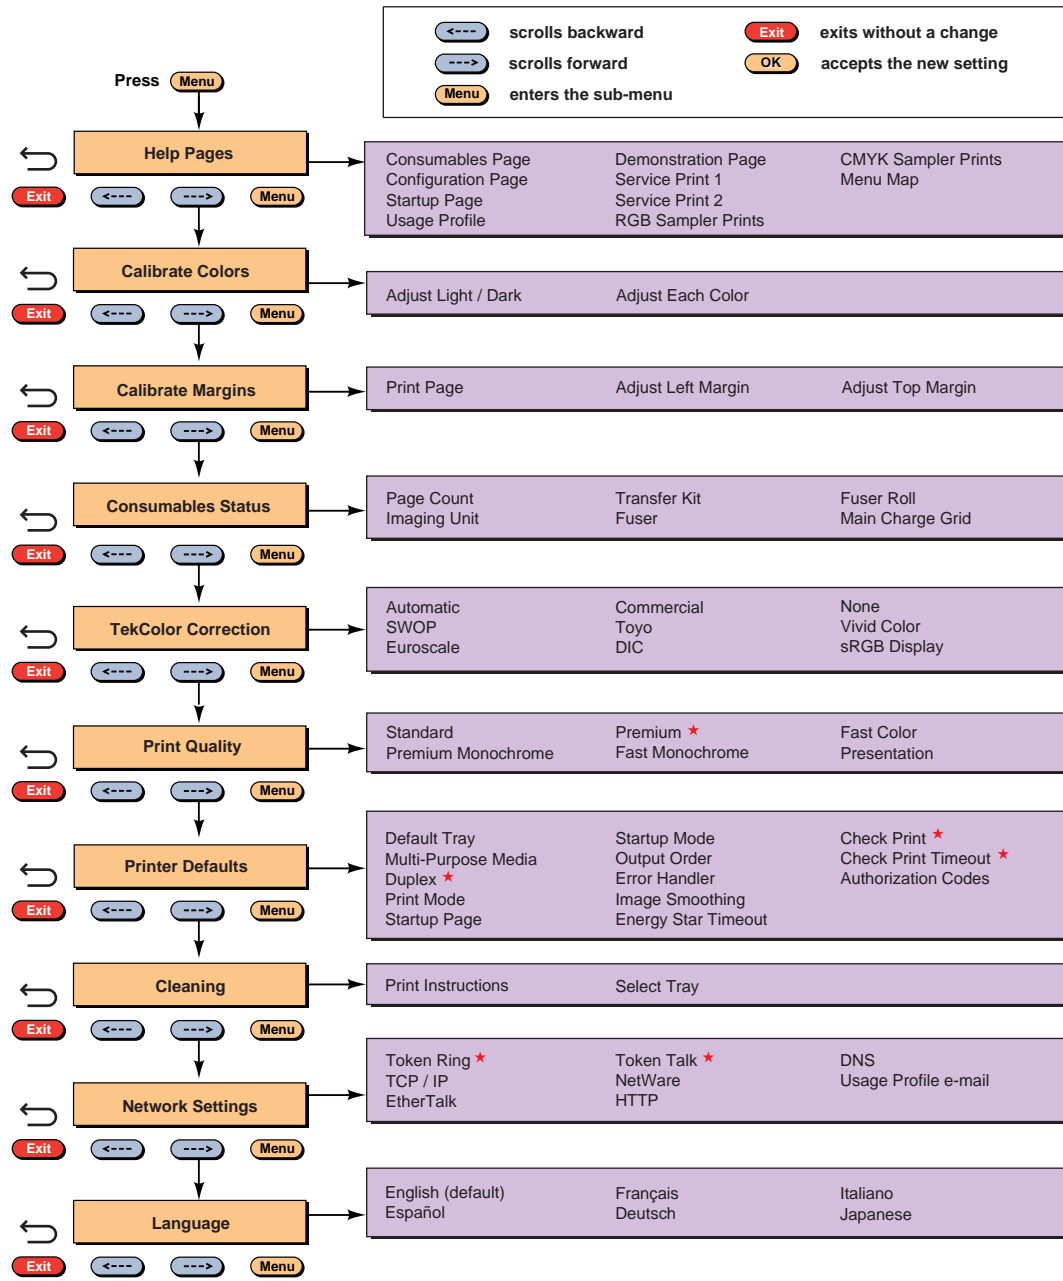 <--- scrolls backward
---> scrolls forward
Menu enters the sub-menu
Exit exits without a change
OK accepts the new setting
Press Menu
Help Pages
Exit <--- ---> Menu
Consumables Page
Configuration Page
Startup Page
Usage Profile
Demonstration Page
Service Print 1
Service Print 2
RGB Sampler Prints
CMYK Sampler Prints
Menu Map
Calibrate Colors
Exit <--- ---> Menu
Adjust Light / Dark
Adjust Each Color
Calibrate Margins
Exit <--- ---> Menu
Print Page
Adjust Left Margin
Adjust Top Margin
Consumables Status
Exit <--- ---> Menu
Page Count
Imaging Unit
Transfer Kit
Fuser
Fuser Roll
Main Charge Grid
TekColor Correction
Exit <--- ---> Menu
Automatic
SWOP
Euroscale
Commercial
Toyo
DIC
None
Vivid Color
sRGB Display
Print Quality
Exit <--- ---> Menu
Standard
Premium Monochrome
Premium ★
Fast Monochrome
Fast Color
Presentation
Printer Defaults
Exit <--- ---> Menu
Default Tray
Multi-Purpose Media
Duplex ★
Print Mode
Startup Page
Startup Mode
Output Order
Error Handler
Image Smoothing
Energy Star Timeout
Check Print ★
Check Print Timeout ★
Authorization Codes
Cleaning
Exit <--- ---> Menu
Print Instructions
Select Tray
Network Settings
Exit <--- ---> Menu
Token Ring ★
TCP / IP
EtherTalk
Token Talk ★
NetWare
HTTP
DNS
Usage Profile e-mail
Language
Exit <--- ---> Menu
English (default)
Español
Français
Deutsch
Italiano
Japanese